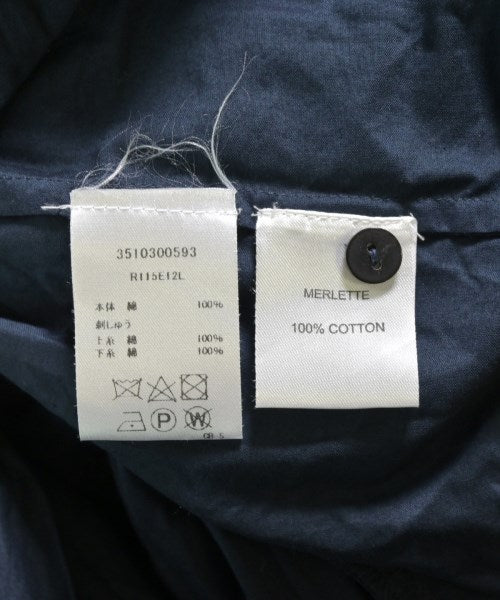 3510300593
R115E12L
本体 綿 100%
刺しゅう
上糸 綿 100%
下糸 綿 100%
P W
MERLETTE
100% COTTON